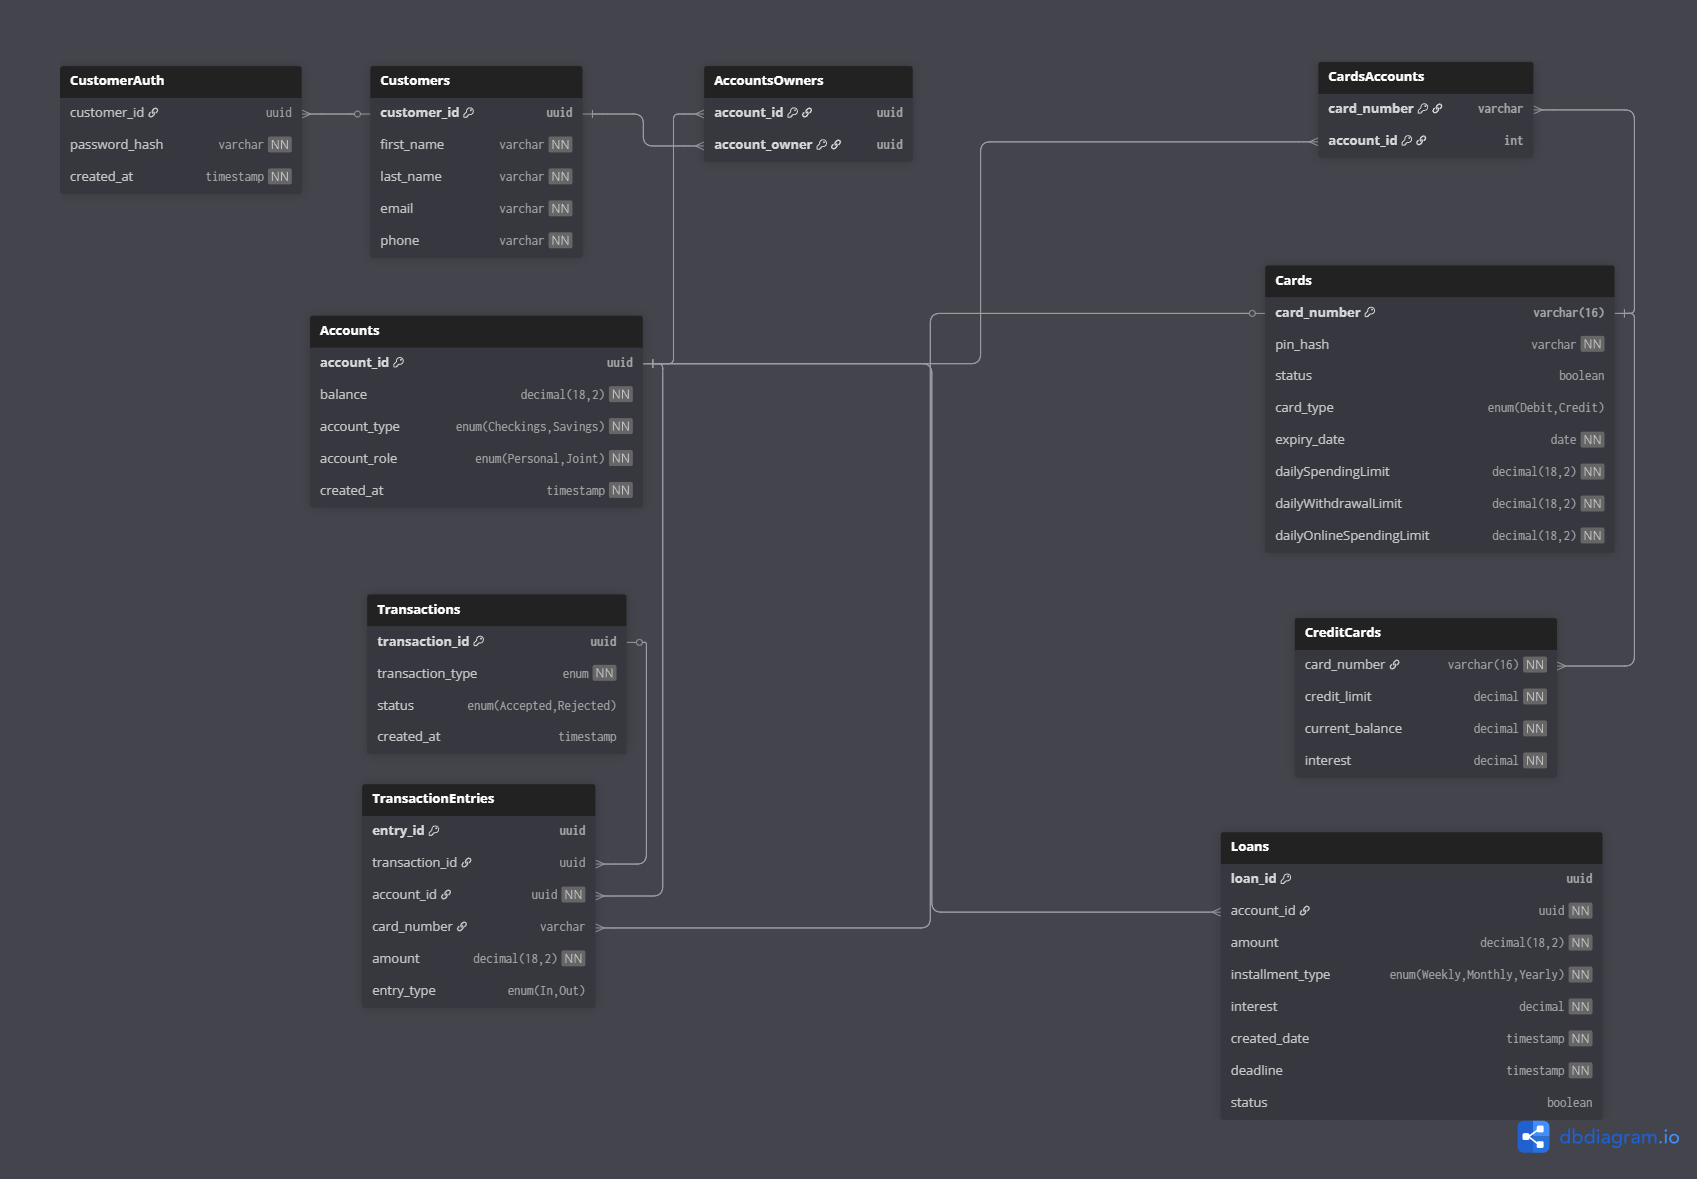 CustomerAuth
customer_id uuid
password_hash varchar NN
created_at timestamp NN
Customers
customer_id uuid
first_name varchar NN
last_name varchar NN
email varchar NN
phone varchar NN
AccountsOwners
account_id uuid
account_owner uuid
CardsAccounts
card_number varchar
account_id int
Accounts
account_id uuid
balance decimal(18,2) NN
account_type enum(Checkings,Savings) NN
account_role enum(Personal,Joint) NN
created_at timestamp NN
Cards
card_number varchar(16)
pin_hash varchar NN
status boolean
card_type enum(Debit,Credit)
expiry_date date NN
dailySpendingLimit decimal(18,2) NN
dailyWithdrawalLimit decimal(18,2) NN
dailyOnlineSpendingLimit decimal(18,2) NN
Transactions
transaction_id uuid
transaction_type enum NN
status enum(Accepted,Rejected)
created_at timestamp
CreditCards
card_number varchar(16) NN
credit_limit decimal NN
current_balance decimal NN
interest decimal NN
TransactionEntries
entry_id uuid
transaction_id uuid
account_id uuid NN
card_number varchar
amount decimal(18,2) NN
entry_type enum(In,Out)
Loans
loan_id uuid
account_id uuid NN
amount decimal(18,2) NN
installment_type enum(Weekly,Monthly,Yearly) NN
interest decimal NN
created_date timestamp NN
deadline timestamp NN
status boolean
dbdiagram.io